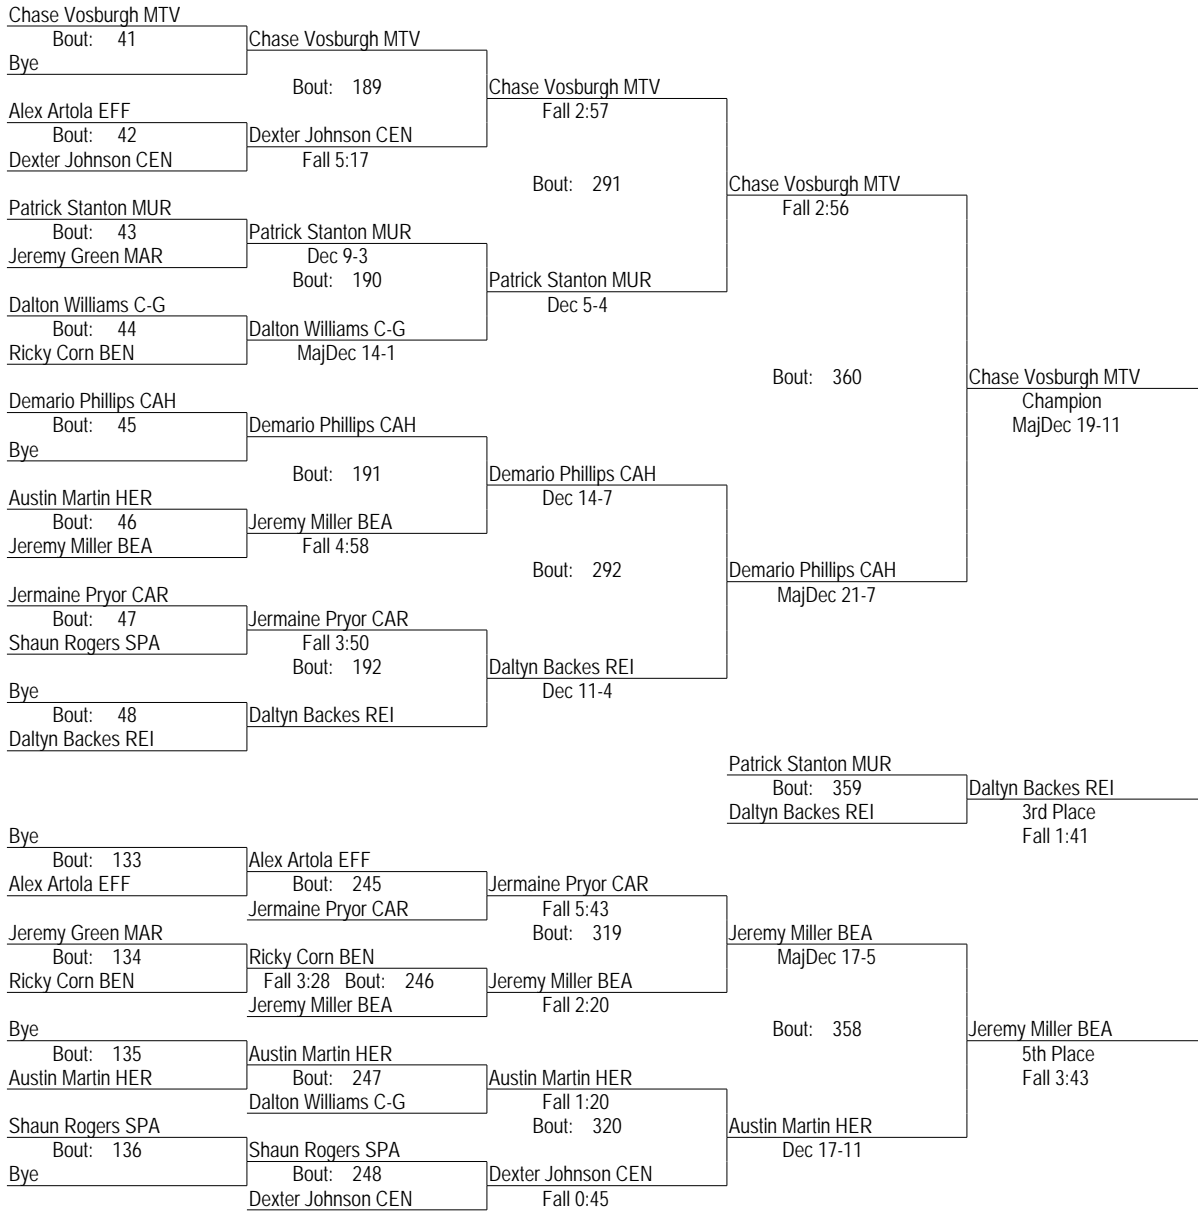 Chase Vosburgh MTV
Bout: 41
Chase Vosburgh MTV
Bye
Bout: 189
Chase Vosburgh MTV
Alex Artola EFF
Fall 2:57
Bout: 42
Dexter Johnson CEN
Dexter Johnson CEN
Fall 5:17
Bout: 291
Chase Vosburgh MTV
Patrick Stanton MUR
Fall 2:56
Bout: 43
Patrick Stanton MUR
Jeremy Green MAR
Dec 9-3
Bout: 190
Patrick Stanton MUR
Dalton Williams C-G
Dec 5-4
Bout: 44
Dalton Williams C-G
Ricky Corn BEN
MajDec 14-1
Bout: 360
Chase Vosburgh MTV
Demario Phillips CAH
Champion
Bout: 45
Demario Phillips CAH
MajDec 19-11
Bye
Bout: 191
Demario Phillips CAH
Austin Martin HER
Dec 14-7
Bout: 46
Jeremy Miller BEA
Jeremy Miller BEA
Fall 4:58
Bout: 292
Demario Phillips CAH
Jermaine Pryor CAR
MajDec 21-7
Bout: 47
Jermaine Pryor CAR
Shaun Rogers SPA
Fall 3:50
Bout: 192
Daltyn Backes REI
Bye
Dec 11-4
Bout: 48
Daltyn Backes REI
Daltyn Backes REI
Patrick Stanton MUR
Bout: 359
Daltyn Backes REI
Daltyn Backes REI
3rd Place
Bye
Fall 1:41
Bout: 133
Alex Artola EFF
Alex Artola EFF
Bout: 245
Jermaine Pryor CAR
Jermaine Pryor CAR
Fall 5:43
Jeremy Green MAR
Bout: 319
Jeremy Miller BEA
Bout: 134
Ricky Corn BEN
MajDec 17-5
Ricky Corn BEN
Fall 3:28 Bout: 246
Jeremy Miller BEA
Jeremy Miller BEA
Fall 2:20
Bye
Bout: 358
Jeremy Miller BEA
Bout: 135
Austin Martin HER
5th Place
Austin Martin HER
Bout: 247
Austin Martin HER
Fall 3:43
Dalton Williams C-G
Fall 1:20
Shaun Rogers SPA
Bout: 320
Austin Martin HER
Bout: 136
Shaun Rogers SPA
Dec 17-11
Bye
Bout: 248
Dexter Johnson CEN
Dexter Johnson CEN
Fall 0:45